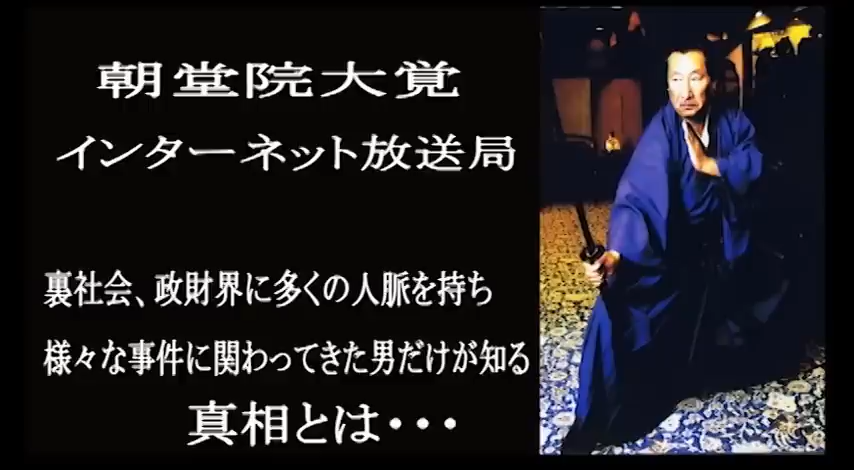 朝堂院大覚
インターネット放送局
裏社会、政財界に多くの人脈を持ち
様々な事件に関わってきた男だけが知る
真相とは・・・